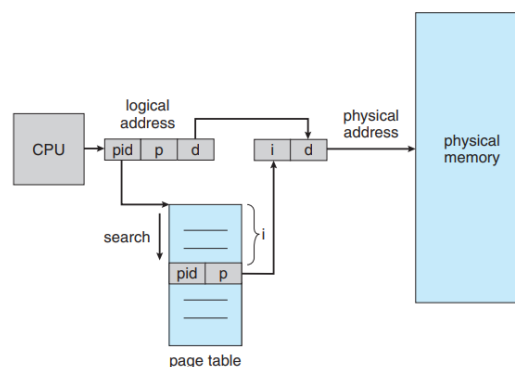 logical
address
physical
address
CPU
pid p d
i d
physical
memory
search
i
pid p
page table